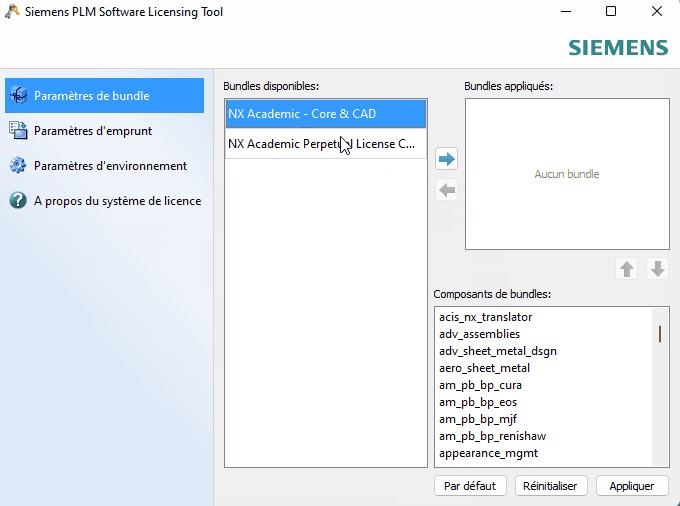 Siemens PLM Software Licensing Tool
SIEMENS
Paramètres de bundle
Paramètres d'emprunt
Paramètres d'environnement
A propos du système de licence
Bundles disponibles:
NX Academic - Core & CAD
NX Academic Perpetual License C...
Bundles appliqués:
Aucun bundle
Composants de bundles:
acis_nx_translator
adv_assemblies
adv_sheet_metal_dsgn
aero_sheet_metal
am_pb_bp_cura
am_pb_bp_eos
am_pb_bp_mjf
am_pb_bp_renishaw
appearance_mgmt
Par défaut
Réinitialiser
Appliquer